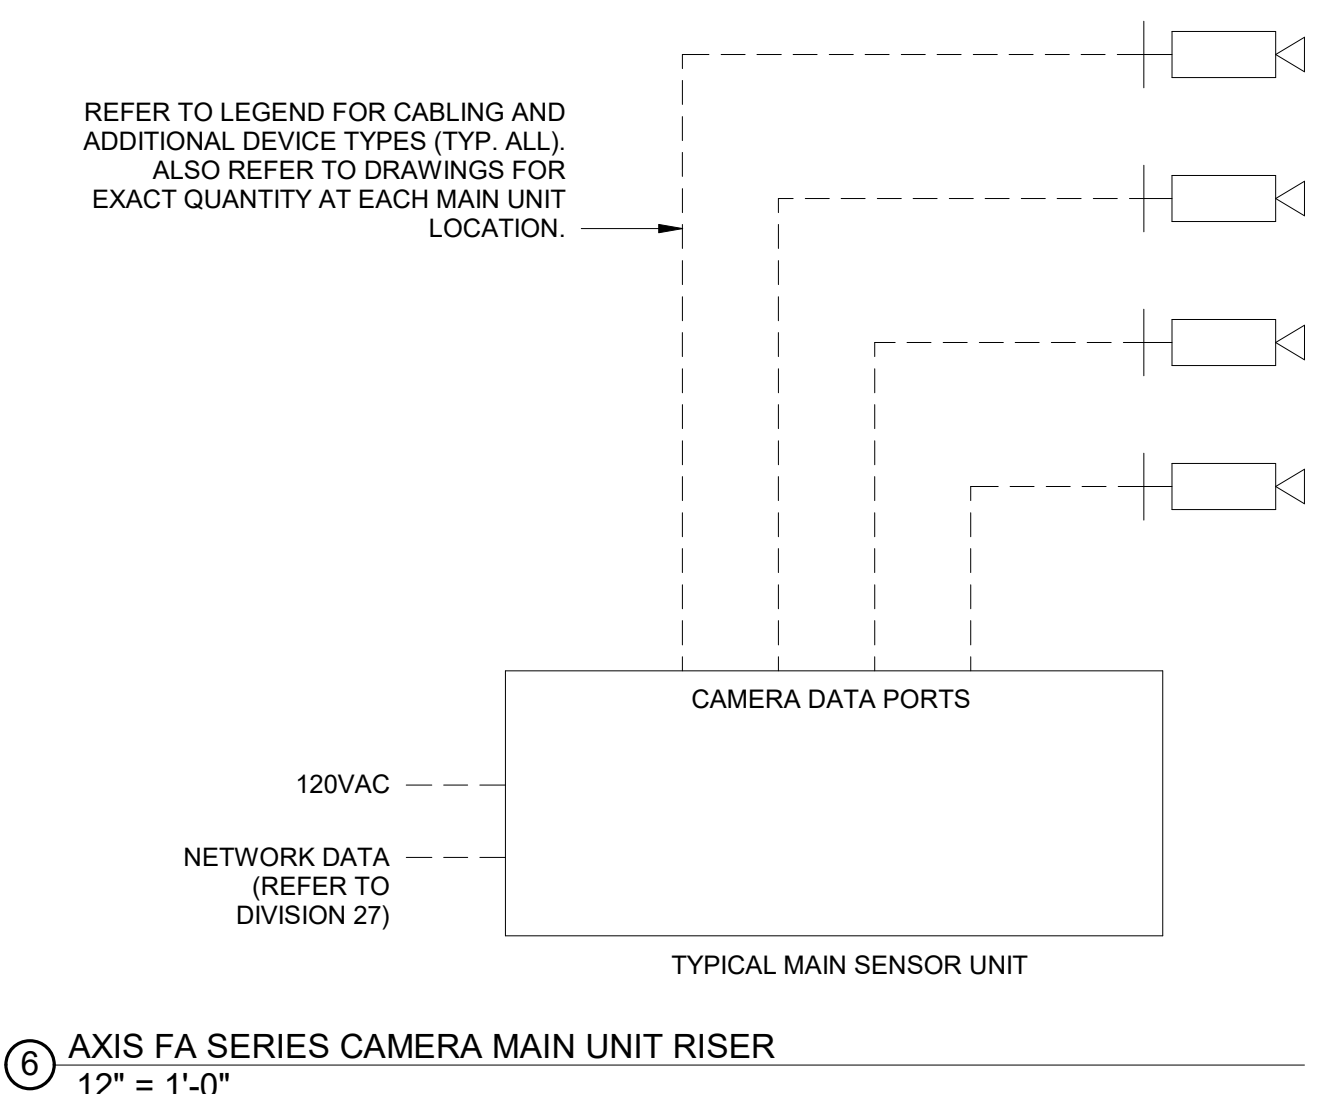 REFER TO LEGEND FOR CABLING AND
ADDITIONAL DEVICE TYPES (TYP. ALL).
ALSO REFER TO DRAWINGS FOR
EXACT QUANTITY AT EACH MAIN UNIT
LOCATION.
CAMERA DATA PORTS
120VAC
NETWORK DATA
(REFER TO
DIVISION 27)
TYPICAL MAIN SENSOR UNIT
6
AXIS FA SERIES CAMERA MAIN UNIT RISER
12" = 1'-0"